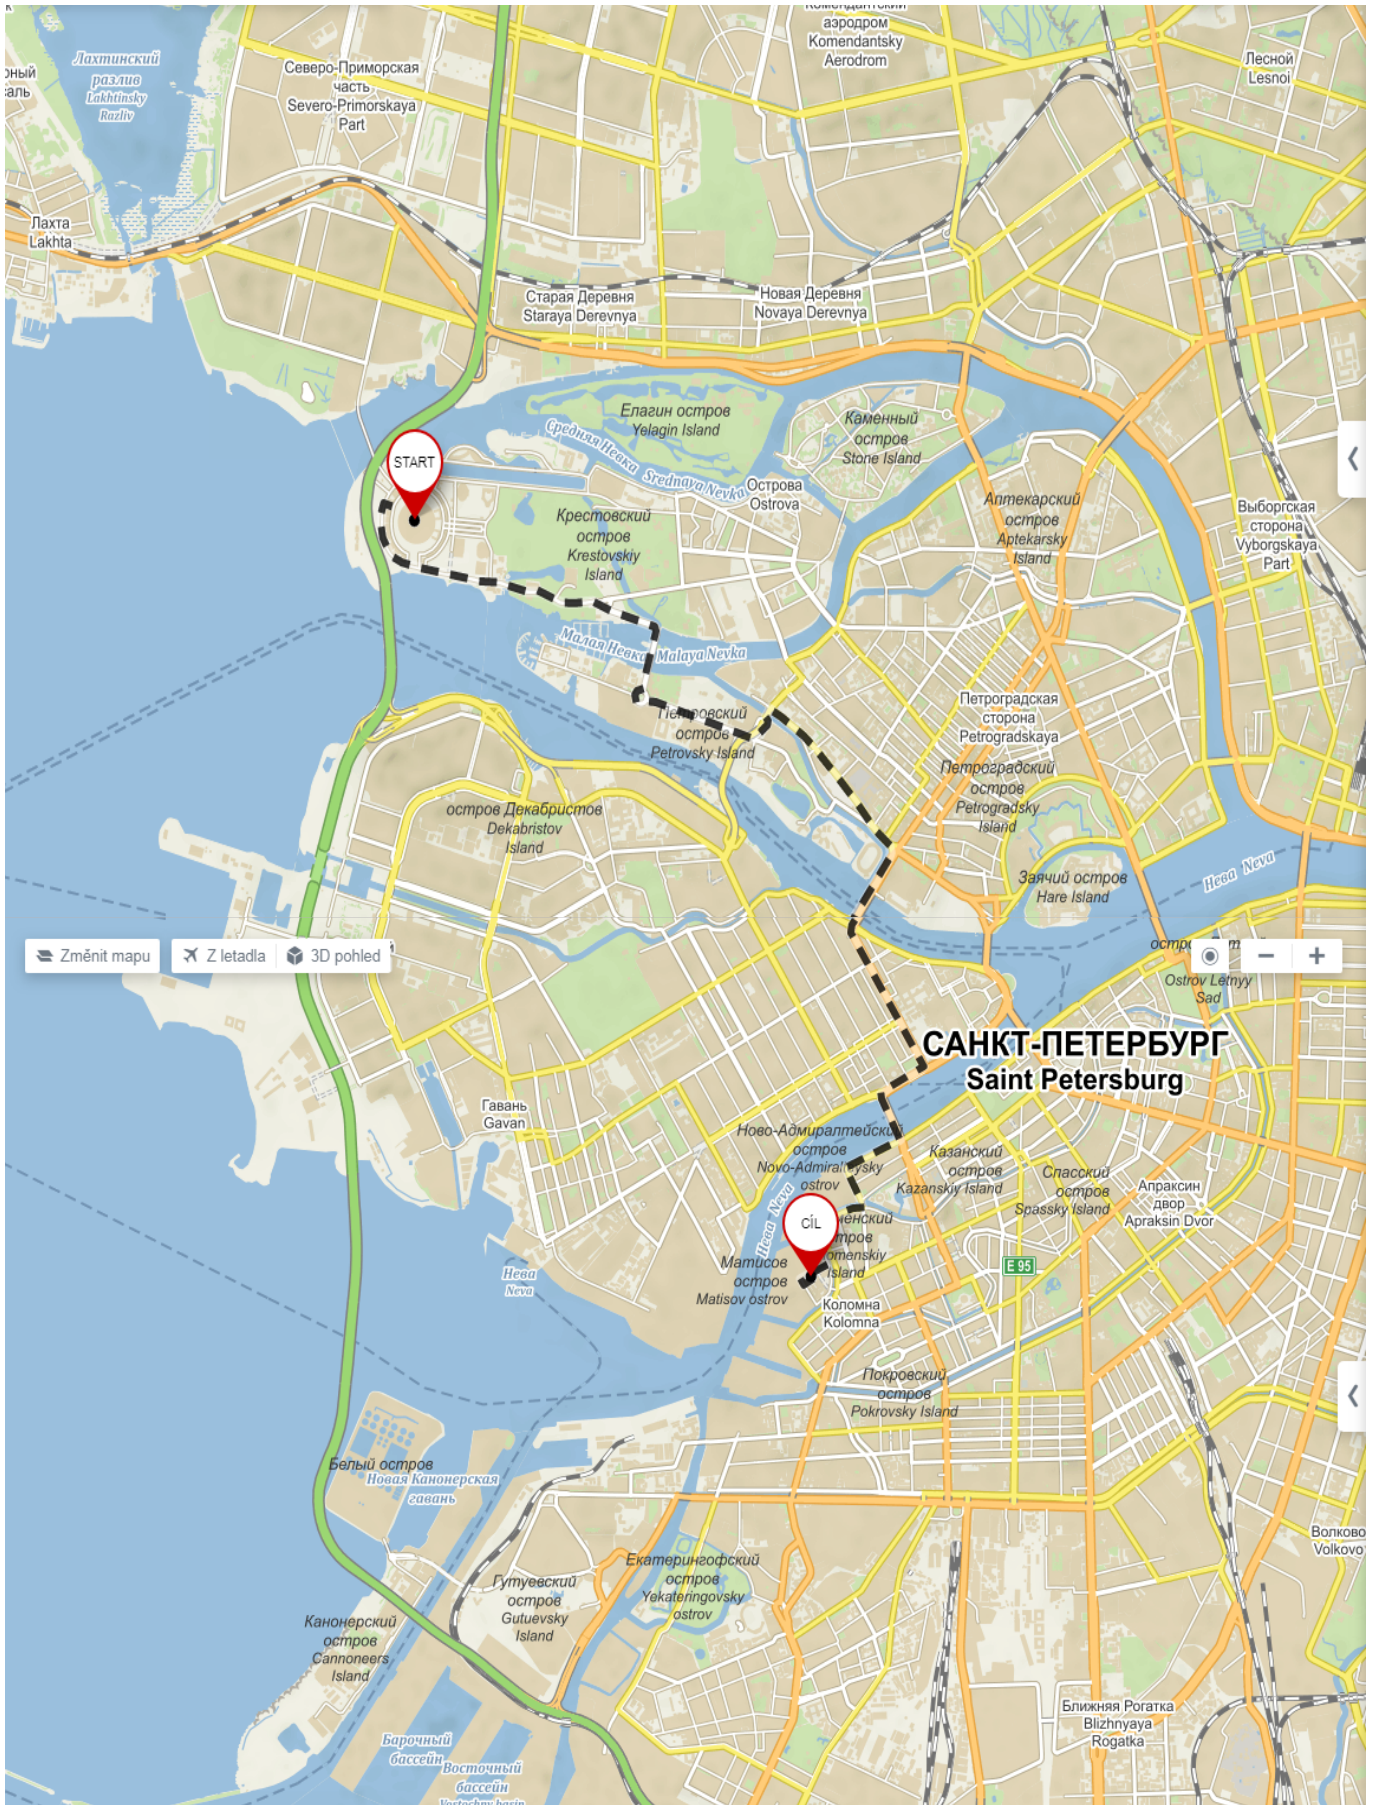 Комендантский
аэродром
Komendantsky
Aerodrom
Лахтинский
разлив
Lakhtinsky
Razliv
Северо-Приморская
часть
Severo-Primorskaya
Part
Лесной
Lesnoi
Лахта
Lakhta
Старая Деревня
Staraya Derevnya
Новая Деревня
Novaya Derevnya
Елагин остров
Yelagin Island
Каменный
остров
Stone Island
Средняя Невка Srednaya Nevka
START
Острова
Ostrova
Аптекарский
остров
Aptekarsky
Island
Выборгская
сторона
Vyborgskaya
Part
Крестовский
остров
Krestovskiy
Island
Малая Невка Malaya Nevka
Петроградская
сторона
Petrogradskaya
Петровский
остров
Petrovsky Island
Петроградский
остров
Petrogradsky
Island
остров Декабристов
Dekabristov
Island
Заячий остров
Hare Island
Нева Neva
Změnit mapu
Z letadla
3D pohled
Ostrov Letnyy
Sad
САНКТ-ПЕТЕРБУРГ
Saint Petersburg
Гавань
Gavan
Ново-Адмиралтейский
остров
Novo-Admiralteysky
ostrov
Казанский
остров
Kazanskiy Island
Спасский
остров
Spassky Island
Апраксин
двор
Apraksin Dvor
Нева Neva
CÍL
Island
Матисов
остров
Matisov ostrov
E 95
Нева
Neva
Коломна
Kolomna
Покровский
остров
Pokrovsky Island
Белый остров
Новая Канонерская
гавань
Волково
Volkovo
Екатерингофский
остров
Yekateringovsky
ostrov
Гутуевский
остров
Gutuevsky
Island
Канонерский
остров
Cannoneers
Island
Ближняя Рогатка
Blizhnyaya
Rogatka
Барочный
бассейн
Восточный
бассейн
Vostochny basin